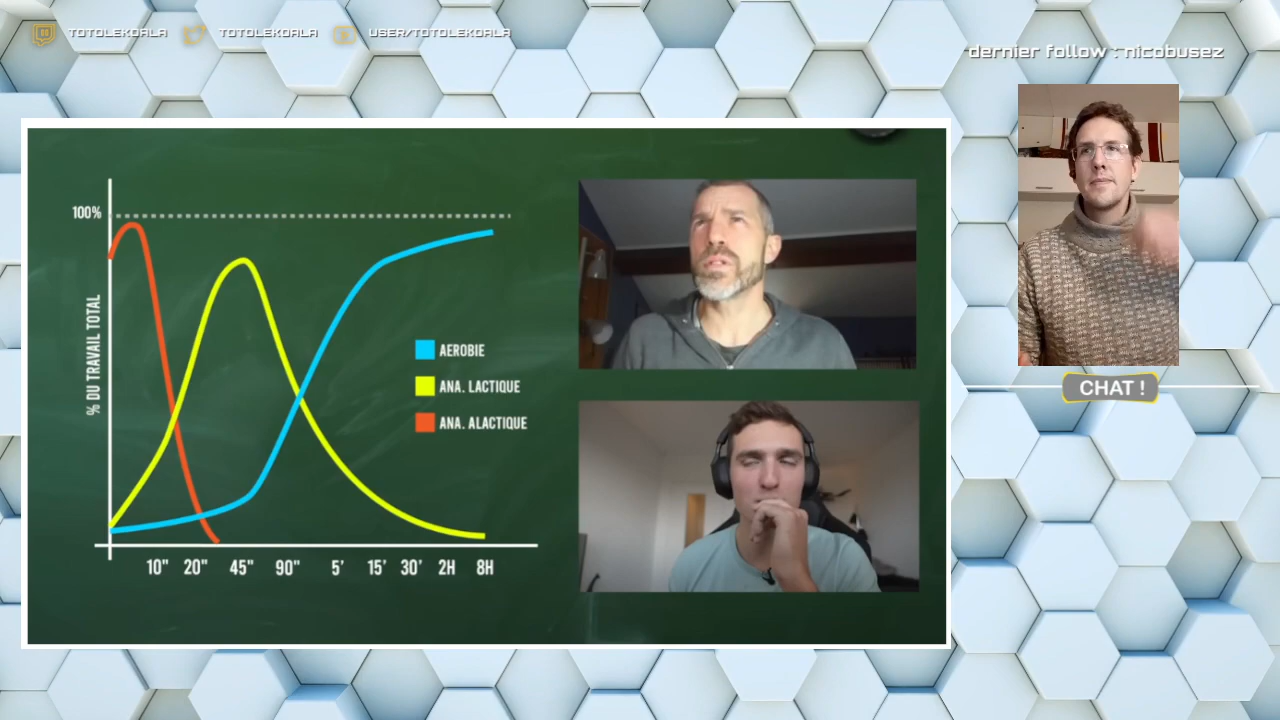 TOTOLEKOALA TOTOLEKOALA USER/TOTOLEKOALA
dernier follow : nicobusez
100%
% DU TRAVAIL TOTAL
AEROBIE
ANA. LACTIQUE
ANA. ALACTIQUE
10" 20" 45" 90" 5' 15' 30' 2H 8H
CHAT !